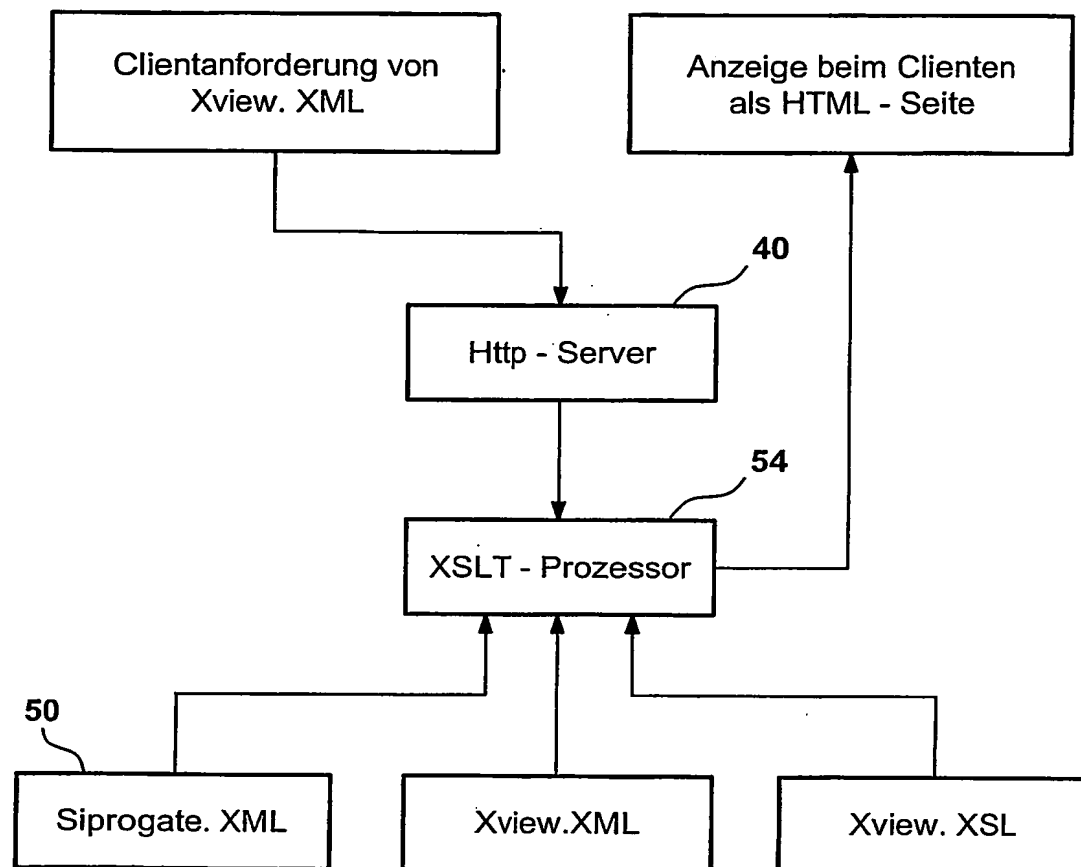 Clientanforderung von
Xview. XML
Anzeige beim Clienten
als HTML - Seite
40
Http - Server
54
XSLT - Prozessor
50
Siprogate. XML
Xview.XML
Xview. XSL